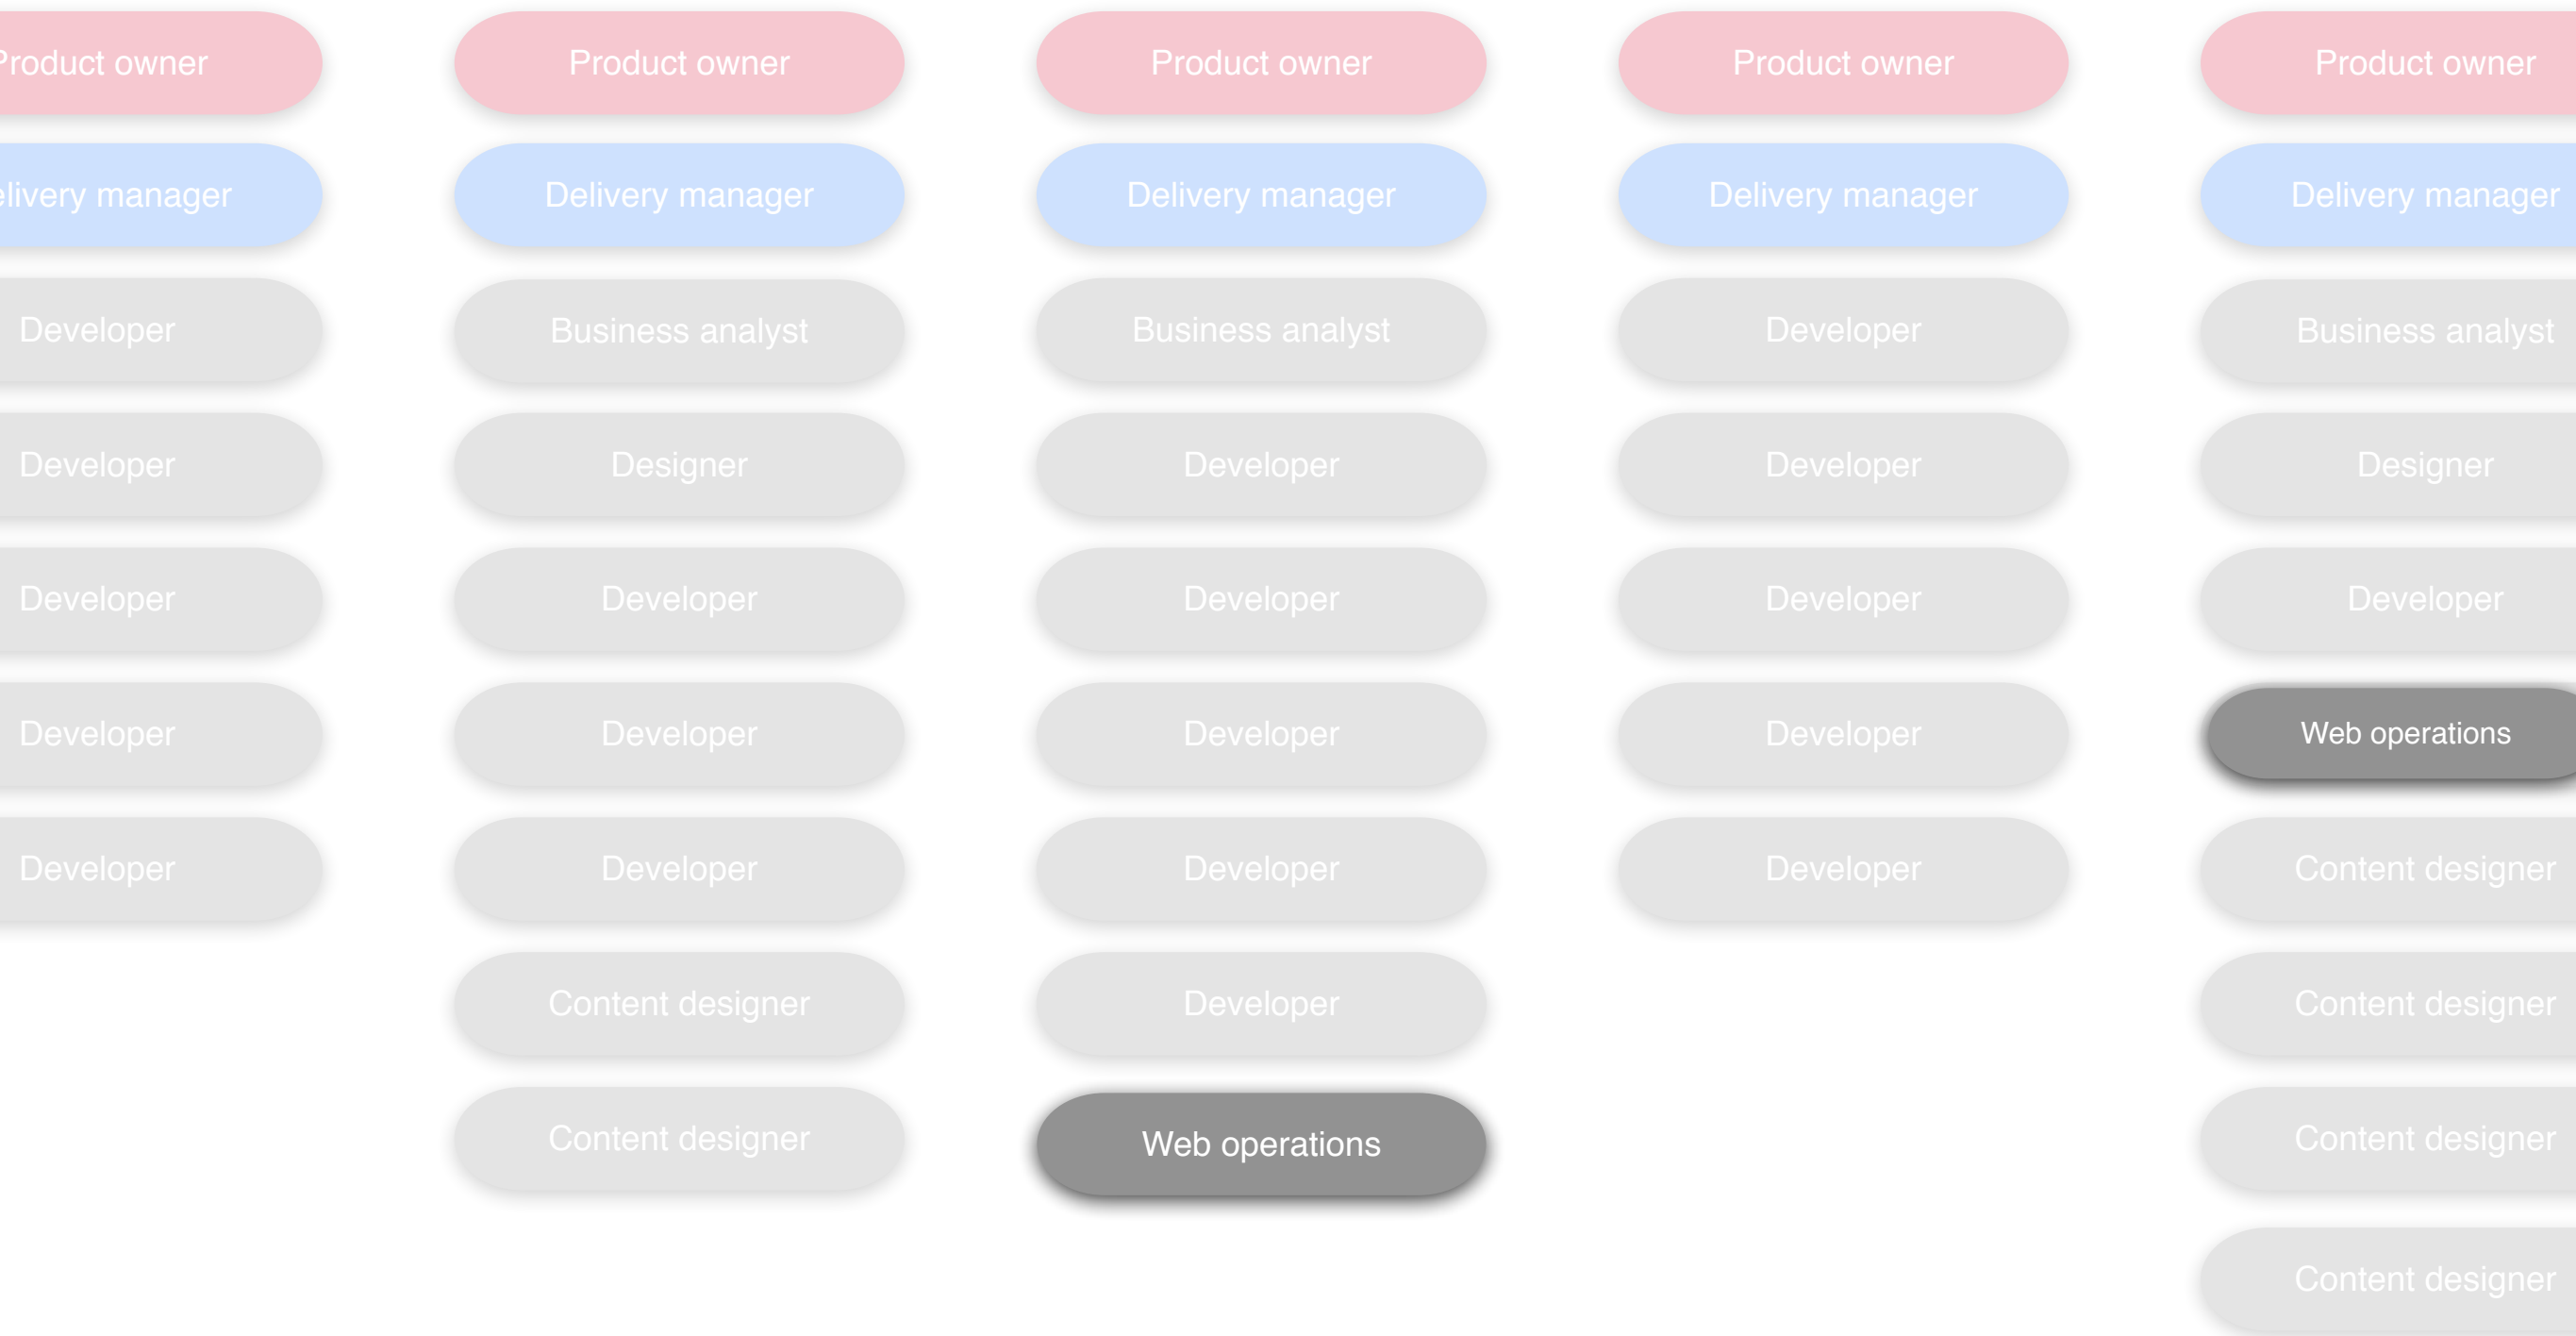 Product owner
elivery manager
Developer
Developer
Developer
Developer
Developer
Product owner
Delivery manager
Business analyst
Designer
Developer
Developer
Developer
Content designer
Content designer
Product owner
Delivery manager
Business analyst
Developer
Developer
Developer
Developer
Developer
Web operations
Product owner
Delivery manager
Developer
Developer
Developer
Developer
Developer
Product owner
Delivery manager
Business analyst
Designer
Developer
Web operations
Content designer
Content designer
Content designer
Content designer